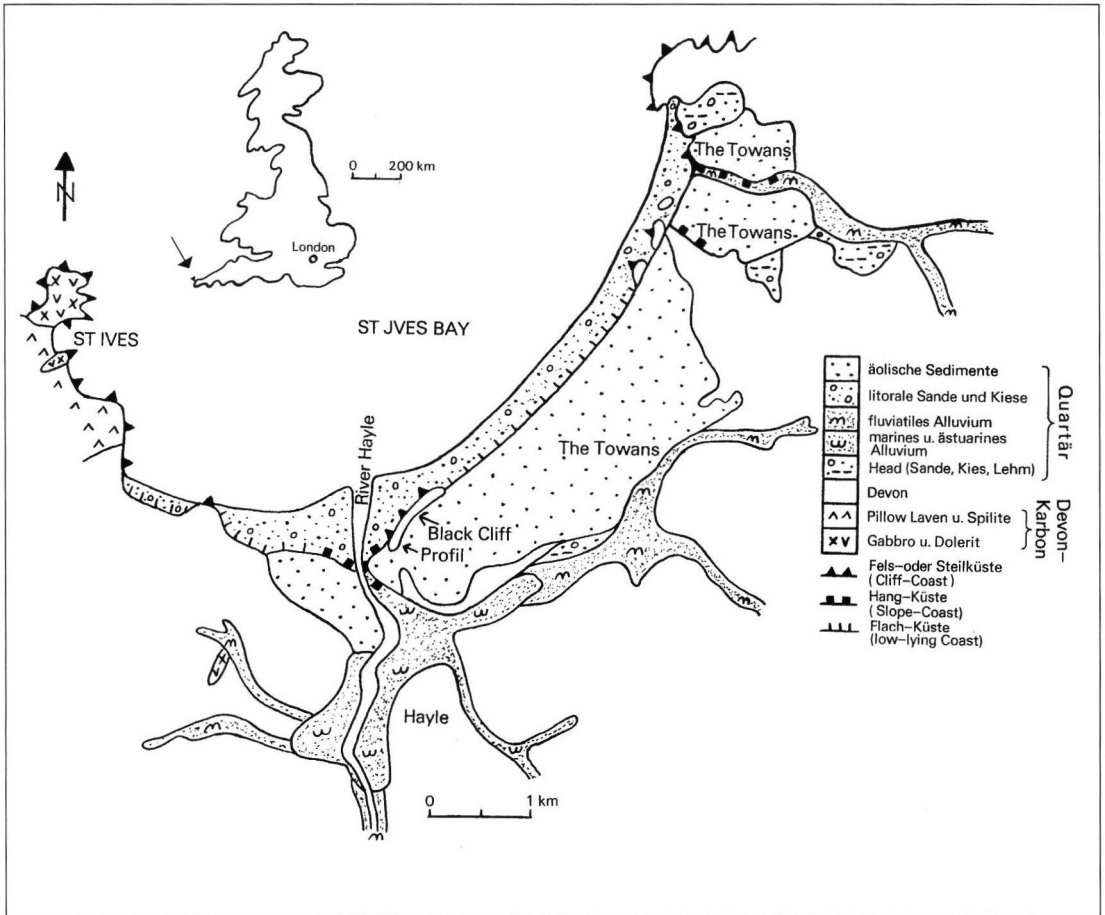 0 200 km
N
London
The Towans
The Towans
ST IVES
ST JVES BAY
River Hayle
The Towans
Black Cliff
Profil
Hayle
0 1 km
äolische Sedimente
litorale Sande und Kiese
fluviatiles Alluvium
marines u. ästuarines
Alluvium
Head (Sande, Kies, Lehm)
Quartär
Devon
Pillow Laven u. Spilite
Gabbro u. Dolerit
Devon–
Karbon
Fels–oder Steilküste
(Cliff–Coast)
Hang–Küste
(Slope–Coast)
Flach–Küste
(low–lying Coast)